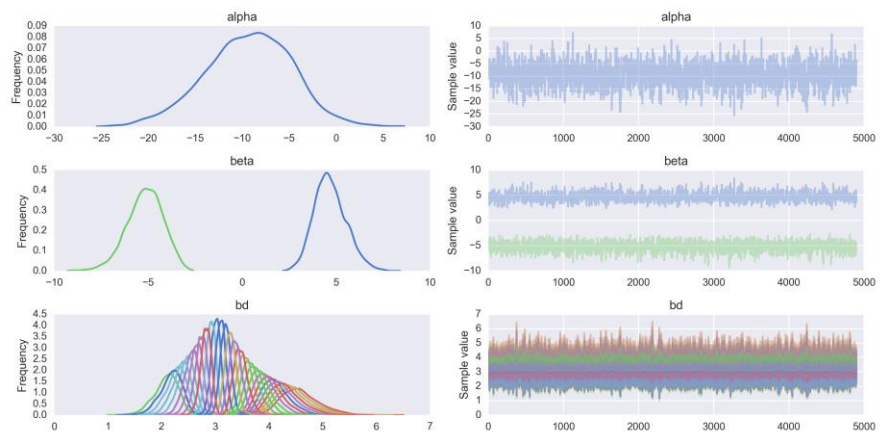 alpha
0.09
0.08
0.07
0.06
0.05
0.04
0.03
0.02
0.01
0.00
Frequency
−30 −25 −20 −15 −10 −5 0 5 10
alpha
10
5
0
−5
−10
−15
−20
−25
−30
Sample value
0 1000 2000 3000 4000 5000
beta
0.5
0.4
0.3
0.2
0.1
0.0
Frequency
−10 −5 0 5 10
beta
10
5
0
−5
−10
Sample value
0 1000 2000 3000 4000 5000
bd
4.5
4.0
3.5
3.0
2.5
2.0
1.5
1.0
0.5
0.0
Frequency
0 1 2 3 4 5 6 7
bd
7
6
5
4
3
2
1
0
Sample value
0 1000 2000 3000 4000 5000